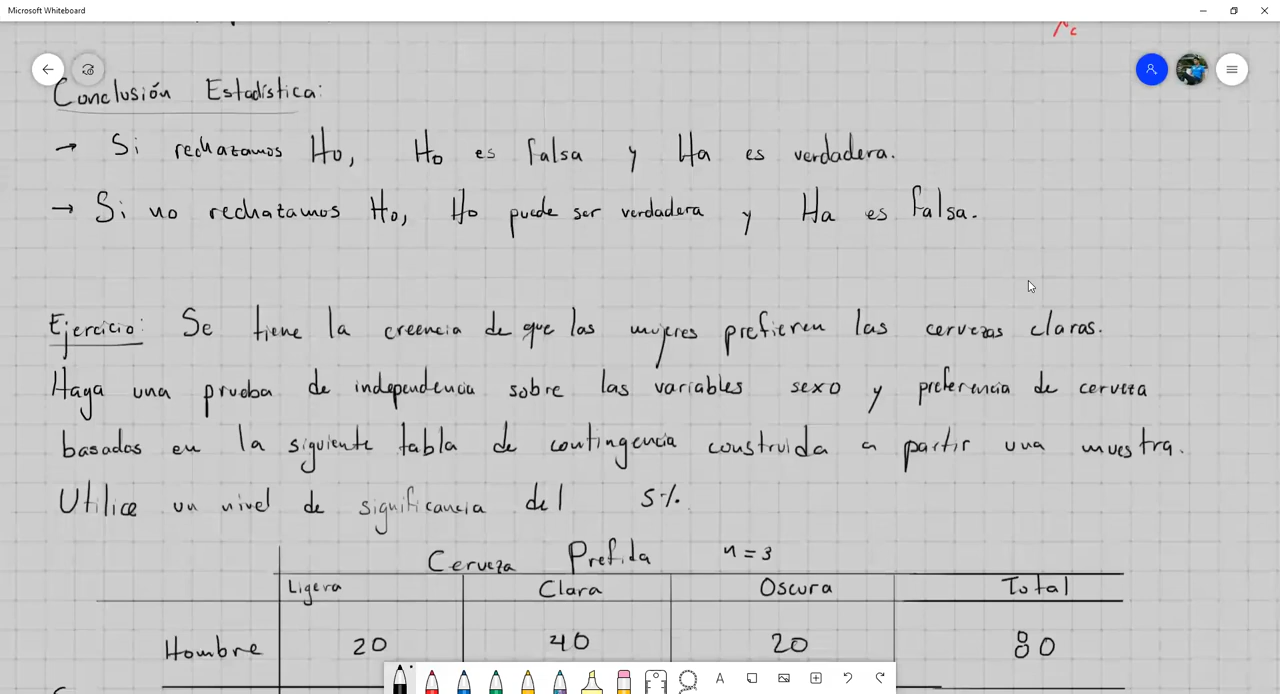 Microsoft Whiteboard
Conclusión Estadística:
→ Si rechazamos Ho, Ho es falsa y Ha es verdadera.
→ Si no rechazamos Ho, Ho puede ser verdadera y Ha es falsa.
Ejercicio: Se tiene la creencia de que las mujeres prefieren las cervezas claras.
Haga una prueba de independencia sobre las variables sexo y preferencia de cerveza
basados en la siguiente tabla de contingencia construida a partir una muestra.
Utilice un nivel de significancia del 5%.
Cerveza Prefida n=3
Ligera Clara Oscura Total
Hombre 20 40 20 80